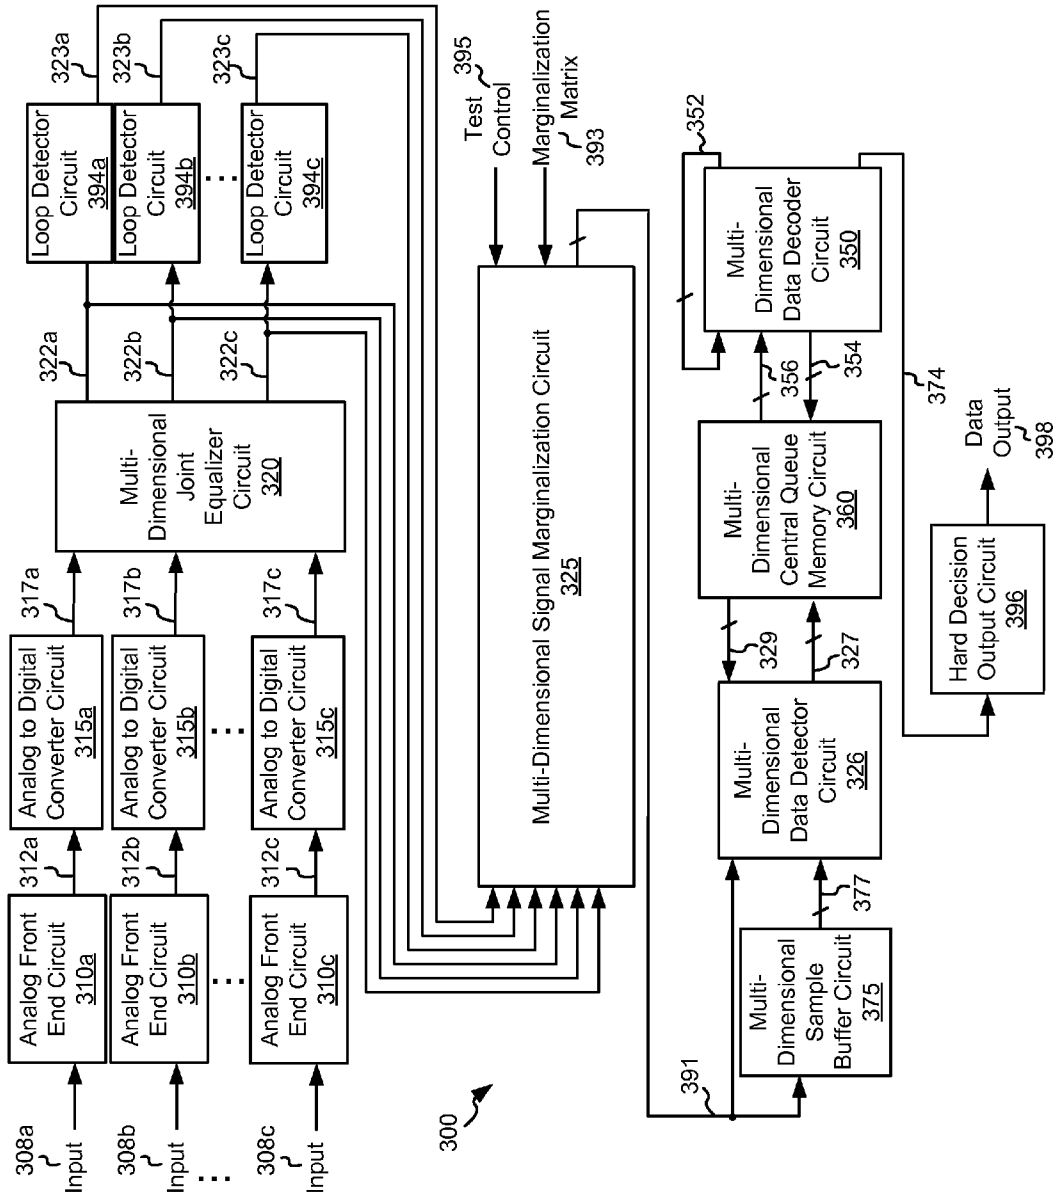 308a
Input
308b
Input
...
308c
Input
Analog Front
End Circuit
310a
Analog Front
End Circuit
310b
...
Analog Front
End Circuit
310c
312a
312b
312c
Analog to Digital
Converter Circuit
315a
Analog to Digital
Converter Circuit
315b
...
Analog to Digital
Converter Circuit
315c
317a
317b
317c
Multi-
Dimensional
Joint
Equalizer
Circuit
320
322a
322b
322c
Loop Detector
Circuit
394a
Loop Detector
Circuit
394b
...
Loop Detector
Circuit
394c
323a
323b
323c
300
Multi-Dimensional Signal Marginalization Circuit
325
395
Test
Control
Marginalization
Matrix
393
391
Multi-
Dimensional
Sample
Buffer Circuit
375
377
Multi-
Dimensional
Data Detector
Circuit
326
329
327
Multi-
Dimensional
Central Queue
Memory Circuit
360
356
354
Multi-
Dimensional
Data Decoder
Circuit
350
352
374
Hard Decision
Output Circuit
396
Data
Output
398